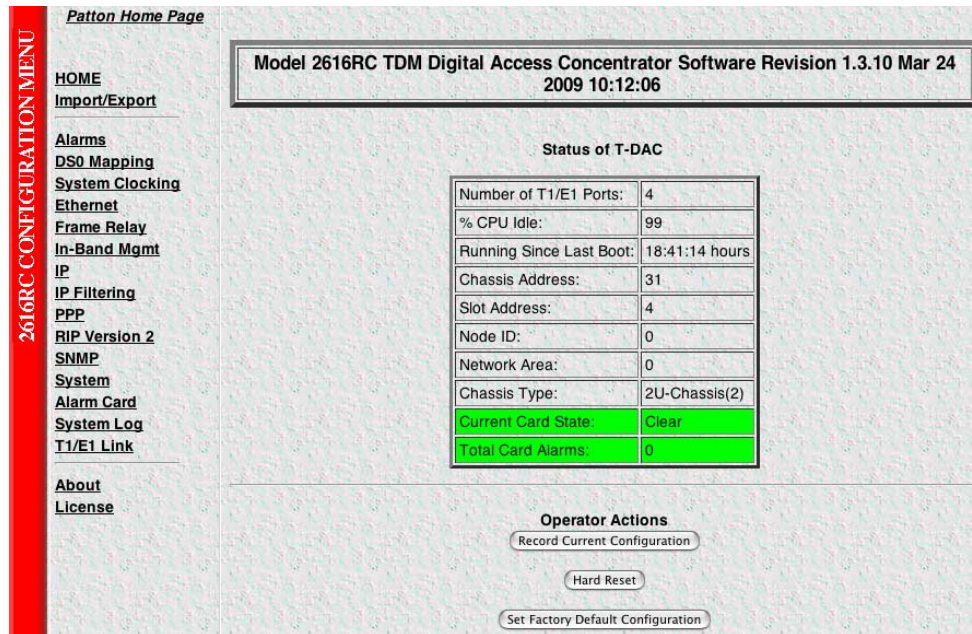 Patton Home Page
2616RC CONFIGURATION MENU
HOME
Import/Export
Alarms
DS0 Mapping
System Clocking
Ethernet
Frame Relay
In-Band Mgmt
IP
IP Filtering
PPP
RIP Version 2
SNMP
System
Alarm Card
System Log
T1/E1 Link
About
License
Model 2616RC TDM Digital Access Concentrator Software Revision 1.3.10 Mar 24
2009 10:12:06
Status of T-DAC
Number of T1/E1 Ports: 4
% CPU Idle: 99
Running Since Last Boot: 18:41:14 hours
Chassis Address: 31
Slot Address: 4
Node ID: 0
Network Area: 0
Chassis Type: 2U-Chassis(2)
Current Card State: Clear
Total Card Alarms: 0
Operator Actions
Record Current Configuration
Hard Reset
Set Factory Default Configuration